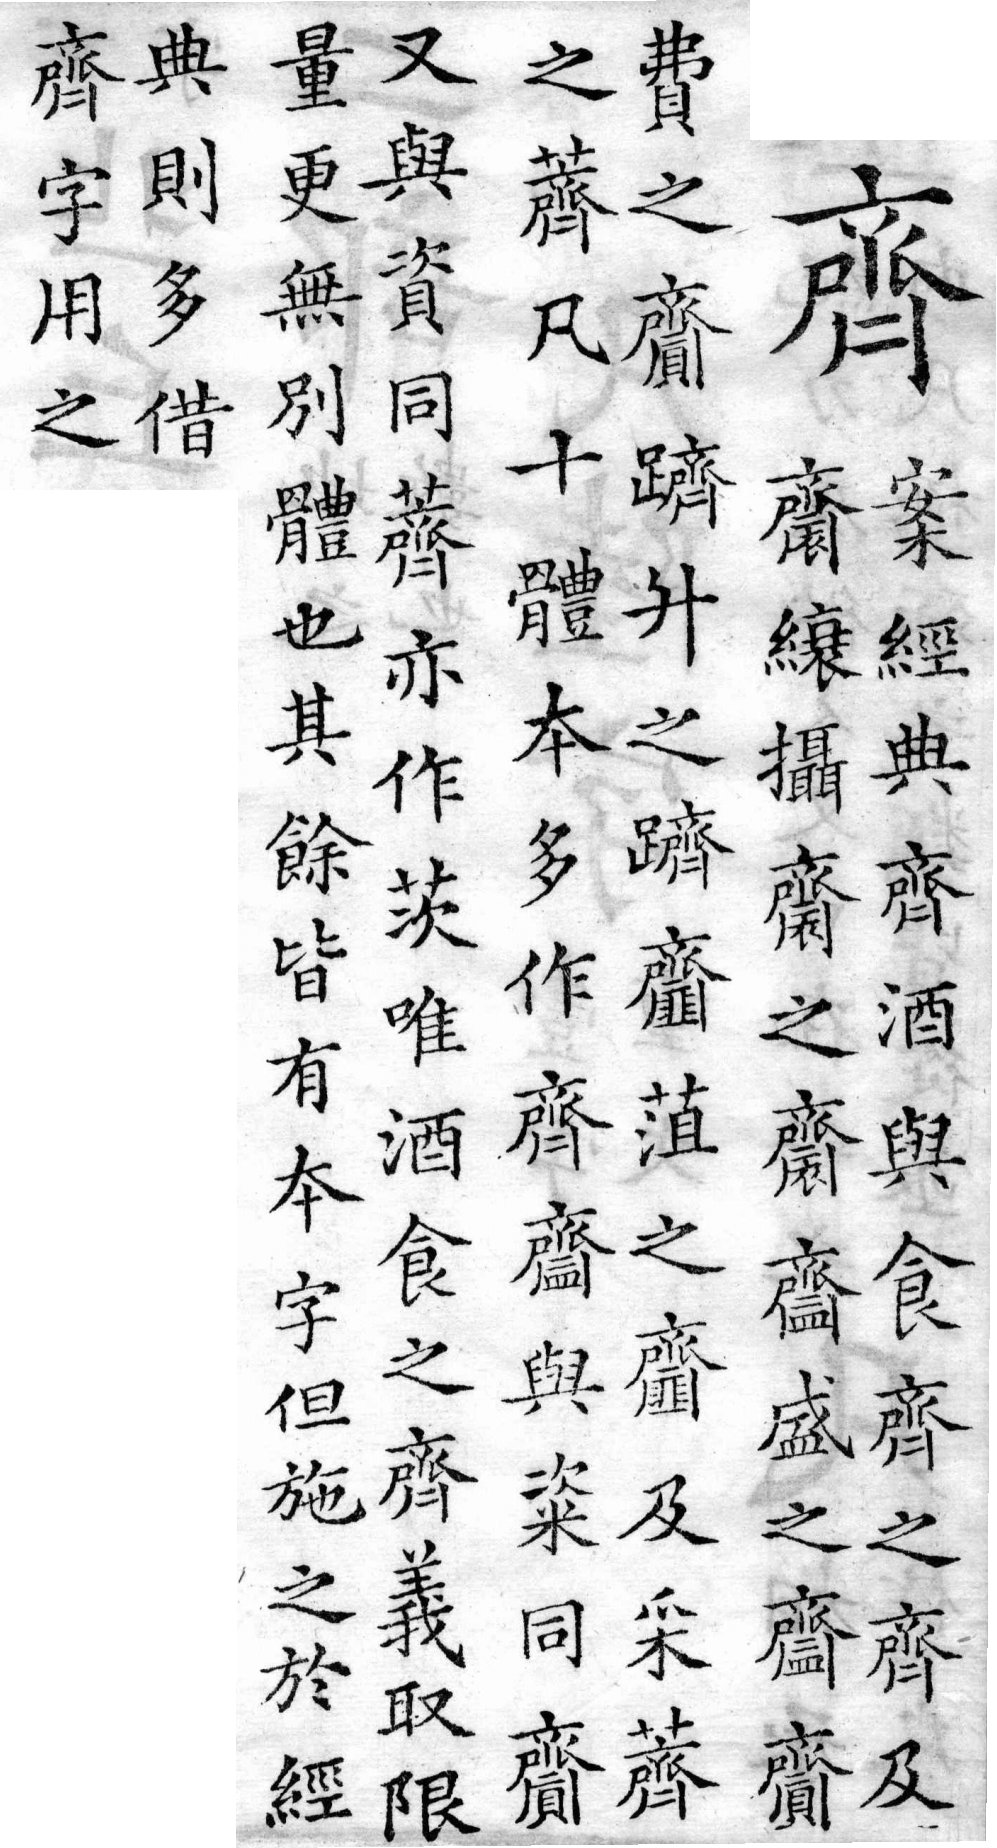 齊
案經典齊酒與食齊之齊及
𪗋縗攝𪗋之𪗋齍盛之齍齎
費之齎躋升之躋齏菹之齏及采薺
之薺凡十體本多作齊齍與粢同齎
又與資同薺亦作茨唯酒食之齊義取限
量更無別體也其餘皆有本字但施之於經
典則多借
齊字用之